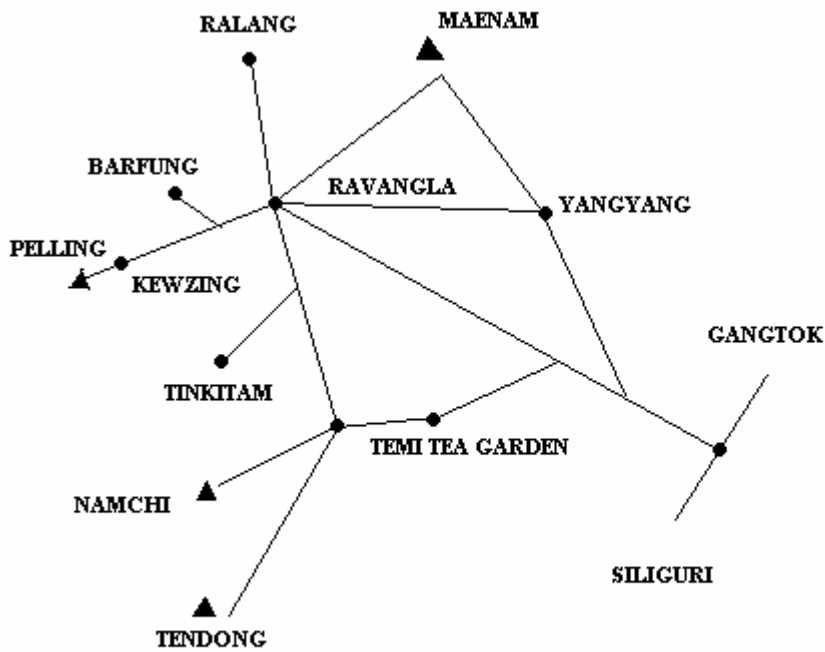 RALANG
MAENAM
BARFUNG
RAVANGLA
YANGYANG
PELLING
KEWZING
GANGTOK
TINKITAM
TEMI TEA GARDEN
NAMCHI
SILIGURI
TENDONG